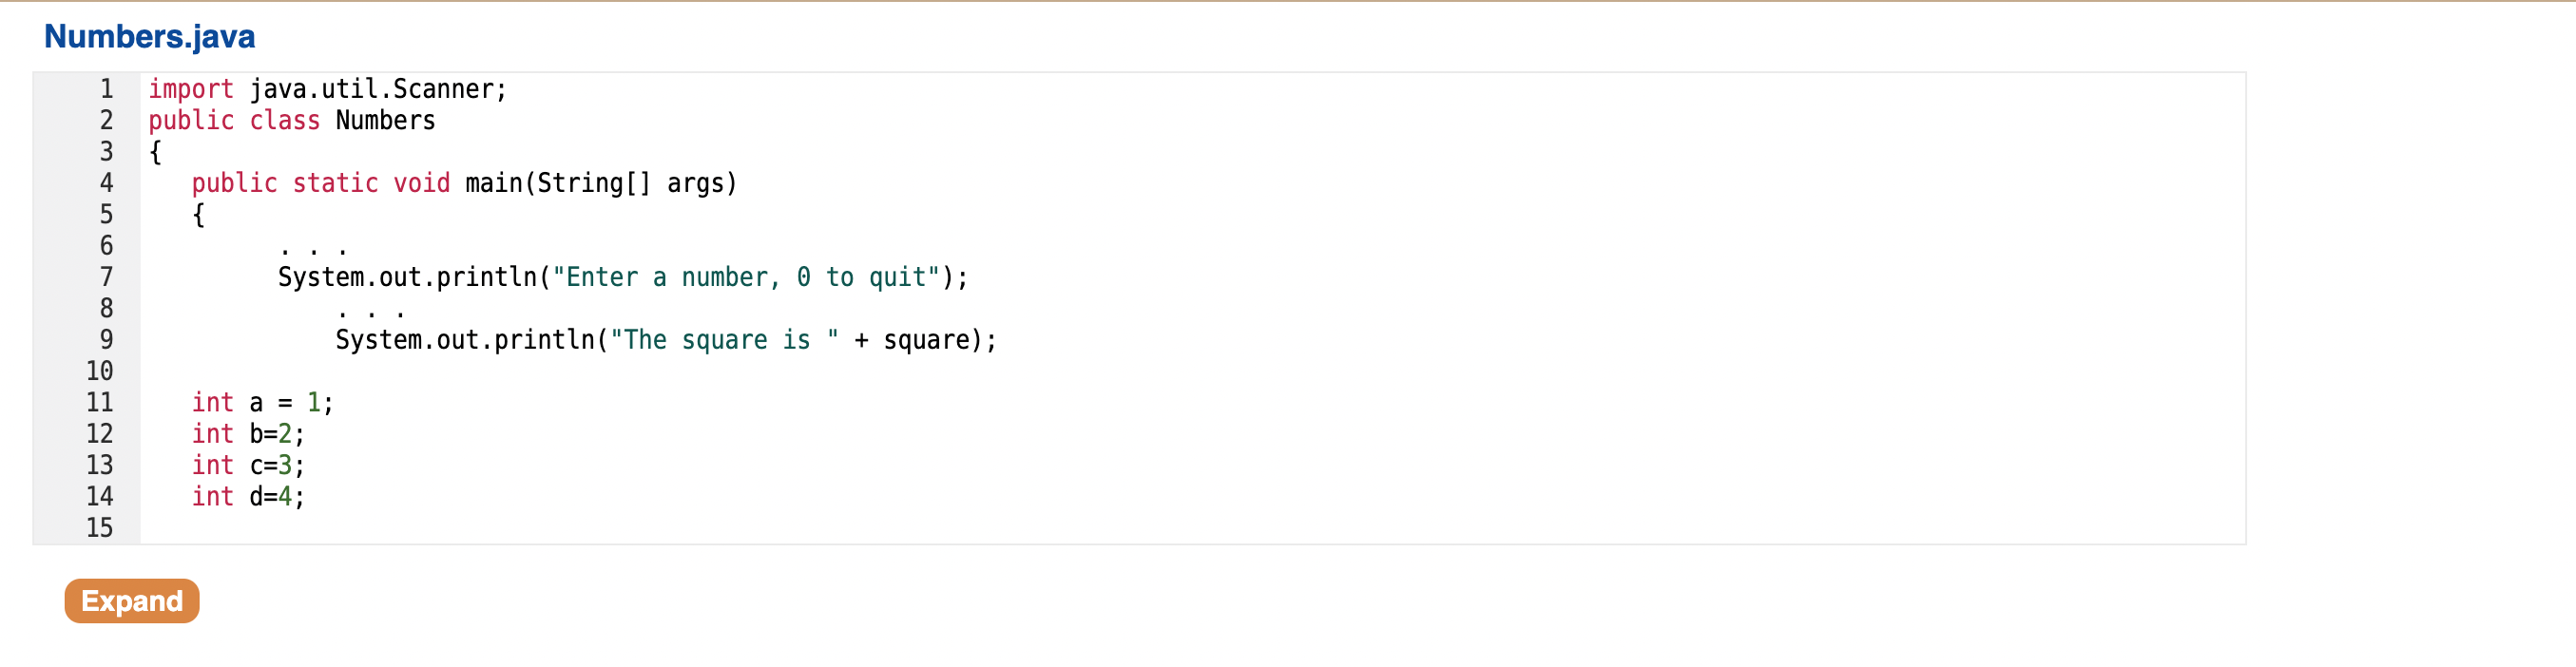 Numbers.java
1 import java.util.Scanner;
2 public class Numbers
3 {
4 public static void main(String[] args)
5 {
6 . . .
7 System.out.println("Enter a number, 0 to quit");
8 . . .
9 System.out.println("The square is " + square);
10
11 int a = 1;
12 int b=2;
13 int c=3;
14 int d=4;
15
Expand